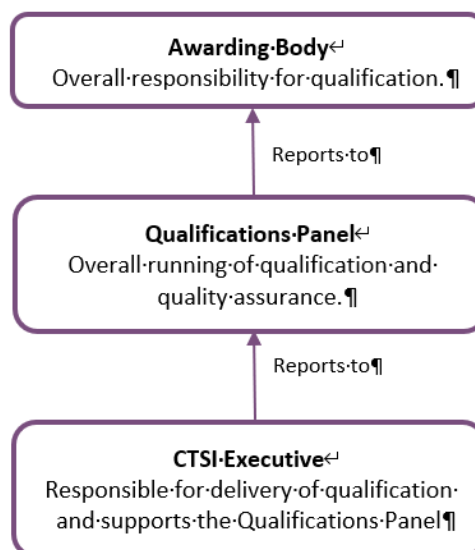 Awarding·Body↵
Overall·responsibility·for·qualification.¶
Reports·to¶
Qualifications·Panel↵
Overall·running·of·qualification·and·
quality·assurance.¶
Reports·to¶
CTSI·Executive↵
Responsible·for·delivery·of·qualification·
and·supports·the·Qualifications·Panel¶